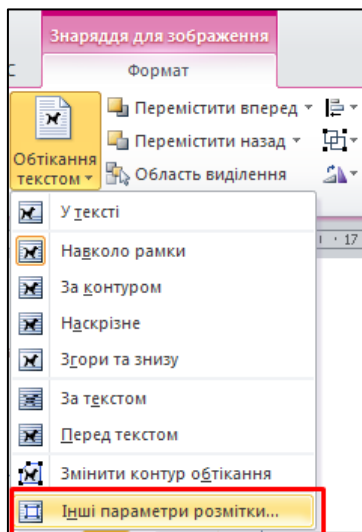 Знаряддя для зображення
Формат
Перемістити вперед
Перемістити назад
Область виділення
Обтікання
текстом
У тексті
17
Навколо рамки
За контуром
Наскрізне
Згори та знизу
За текстом
Перед текстом
Змінити контур обтікання
Інші параметри розмітки...